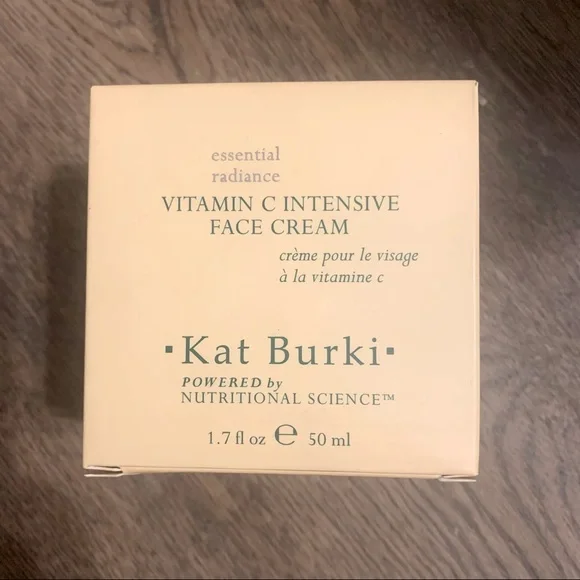 essential
radiance
VITAMIN C INTENSIVE
FACE CREAM
crème pour le visage
à la vitamine c
·Kat Burki·
POWERED by
NUTRITIONAL SCIENCE™
1.7 fl oz ℮ 50 ml